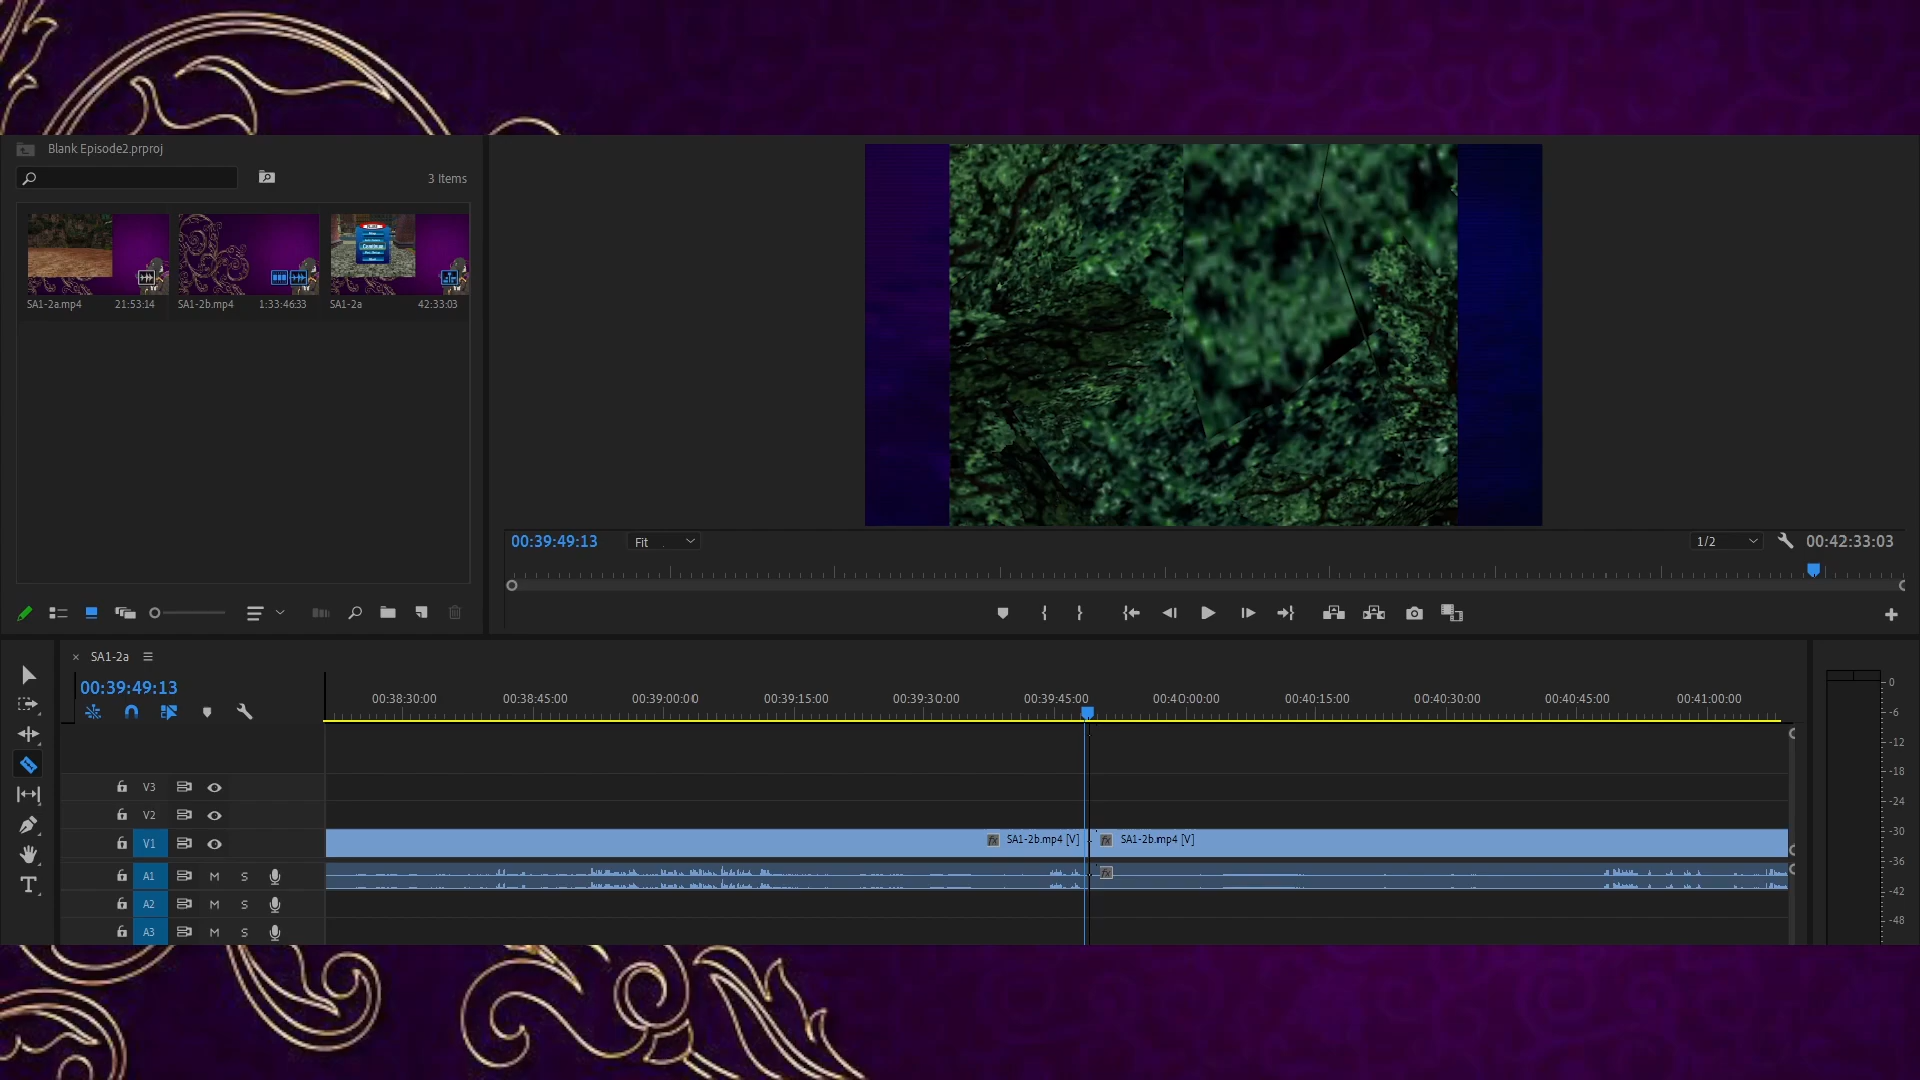 Blank Episode2.prproj
3 Items
SA1-2a.mp4 21:53:14
SA1-2b.mp4 1:33:46:33
SA1-2a 42:33:03
00:39:49:13
Fit
1/2
00:42:33:03
× SA1-2a
00:39:49:13
00:38:30:00 00:38:45:00 00:39:00:00 00:39:15:00 00:39:30:00 00:39:45:00 00:40:00:00 00:40:15:00 00:40:30:00 00:40:45:00 00:41:00:00
V3
V2
V1
fx SA1-2b.mp4 [V]
fx SA1-2b.mp4 [V]
A1 M S
fx
A2 M S
A3 M S
0
-6
-12
-18
-24
-30
-36
-42
-48